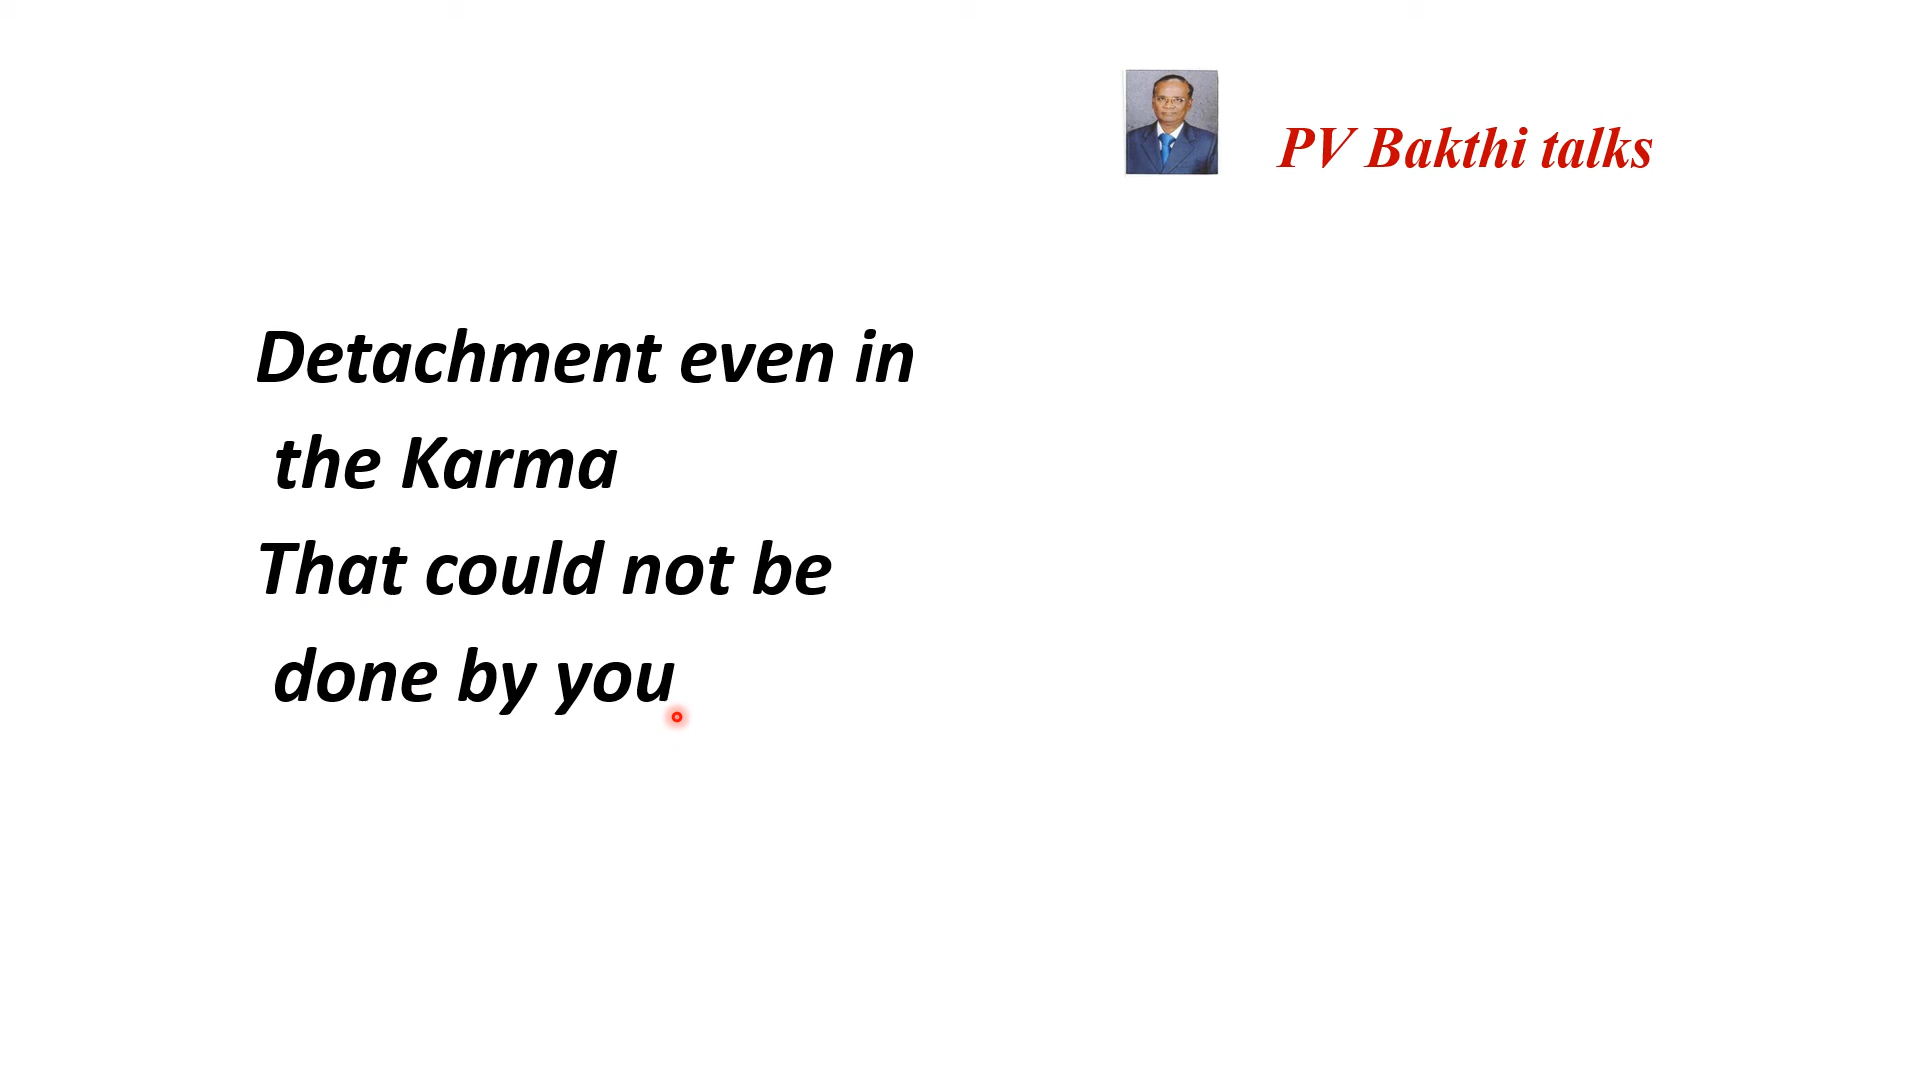 PV Bakthi talks
Detachment even in
the Karma
That could not be
done by you